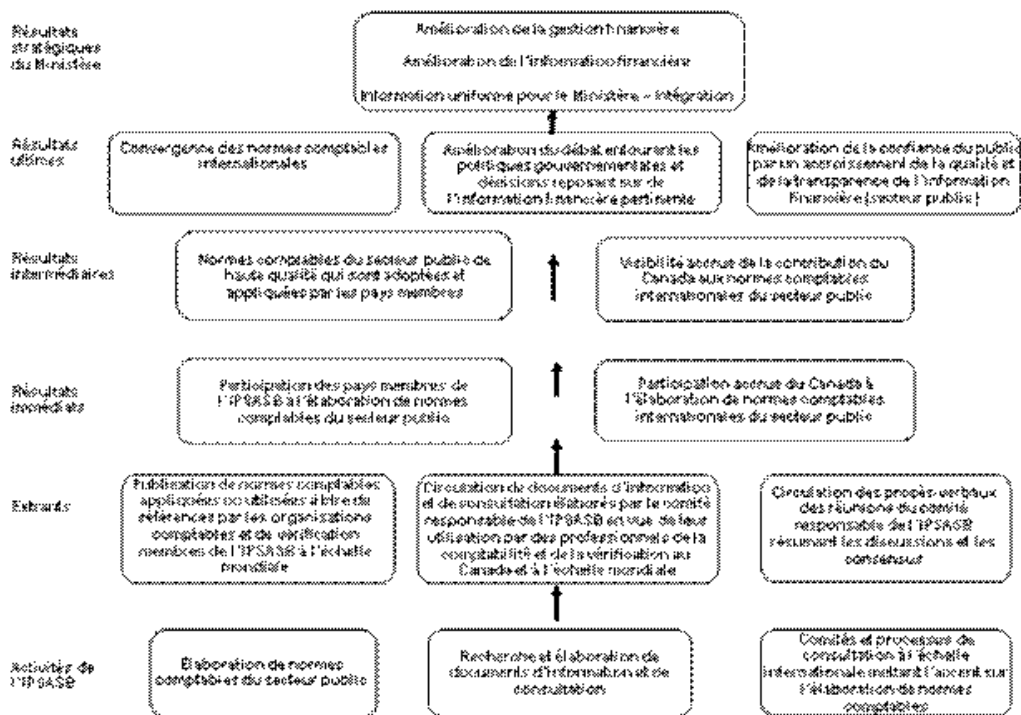 Résultats
stratégiques
du Ministère
Amélioration de la gestion financière
Amélioration de l'information financière
Information uniforme pour le Ministère – Intégration
Résultats
ultimes
Convergence des normes comptables
internationales
Amélioration du débat entourant les
politiques gouvernementales et
décisions reposant sur de
l'information financière pertinente
Amélioration de la confiance du public
par un accroissement de la qualité et
de la transparence de l'information
financière (secteur public)
Résultats
intermédiaires
Normes comptables du secteur public de
haute qualité qui sont adoptées et
appliquées par les pays membres
Visibilité accrue de la contribution du
Canada aux normes comptables
internationales du secteur public
Résultats
immédiats
Participation des pays membres de
l'IPSASB à l'élaboration de normes
comptables du secteur public
Participation accrue du Canada à
l'élaboration de normes comptables
internationales du secteur public
Extrants
Publication de normes comptables
appliquées ou utilisées à titre de
références par les organisations
comptables et de vérification
membres de l'IPSASB à l'échelle
mondiale
Circulation de documents d'information
et de consultation élaborés par le comité
responsable de l'IPSASB en vue de leur
utilisation par des professionnels de la
comptabilité et de la vérification au
Canada et à l'échelle mondiale
Circulation des procès-verbaux
des réunions du comité
responsable de l'IPSASB
résumant les discussions et les
consensus
Activités de
l'IPSASB
Élaboration de normes
comptables du secteur public
Recherche et élaboration de
documents d'information et de
consultation
Comités et processus de
consultation à l'échelle
internationale mettant l'accent sur
l'élaboration de normes
comptables